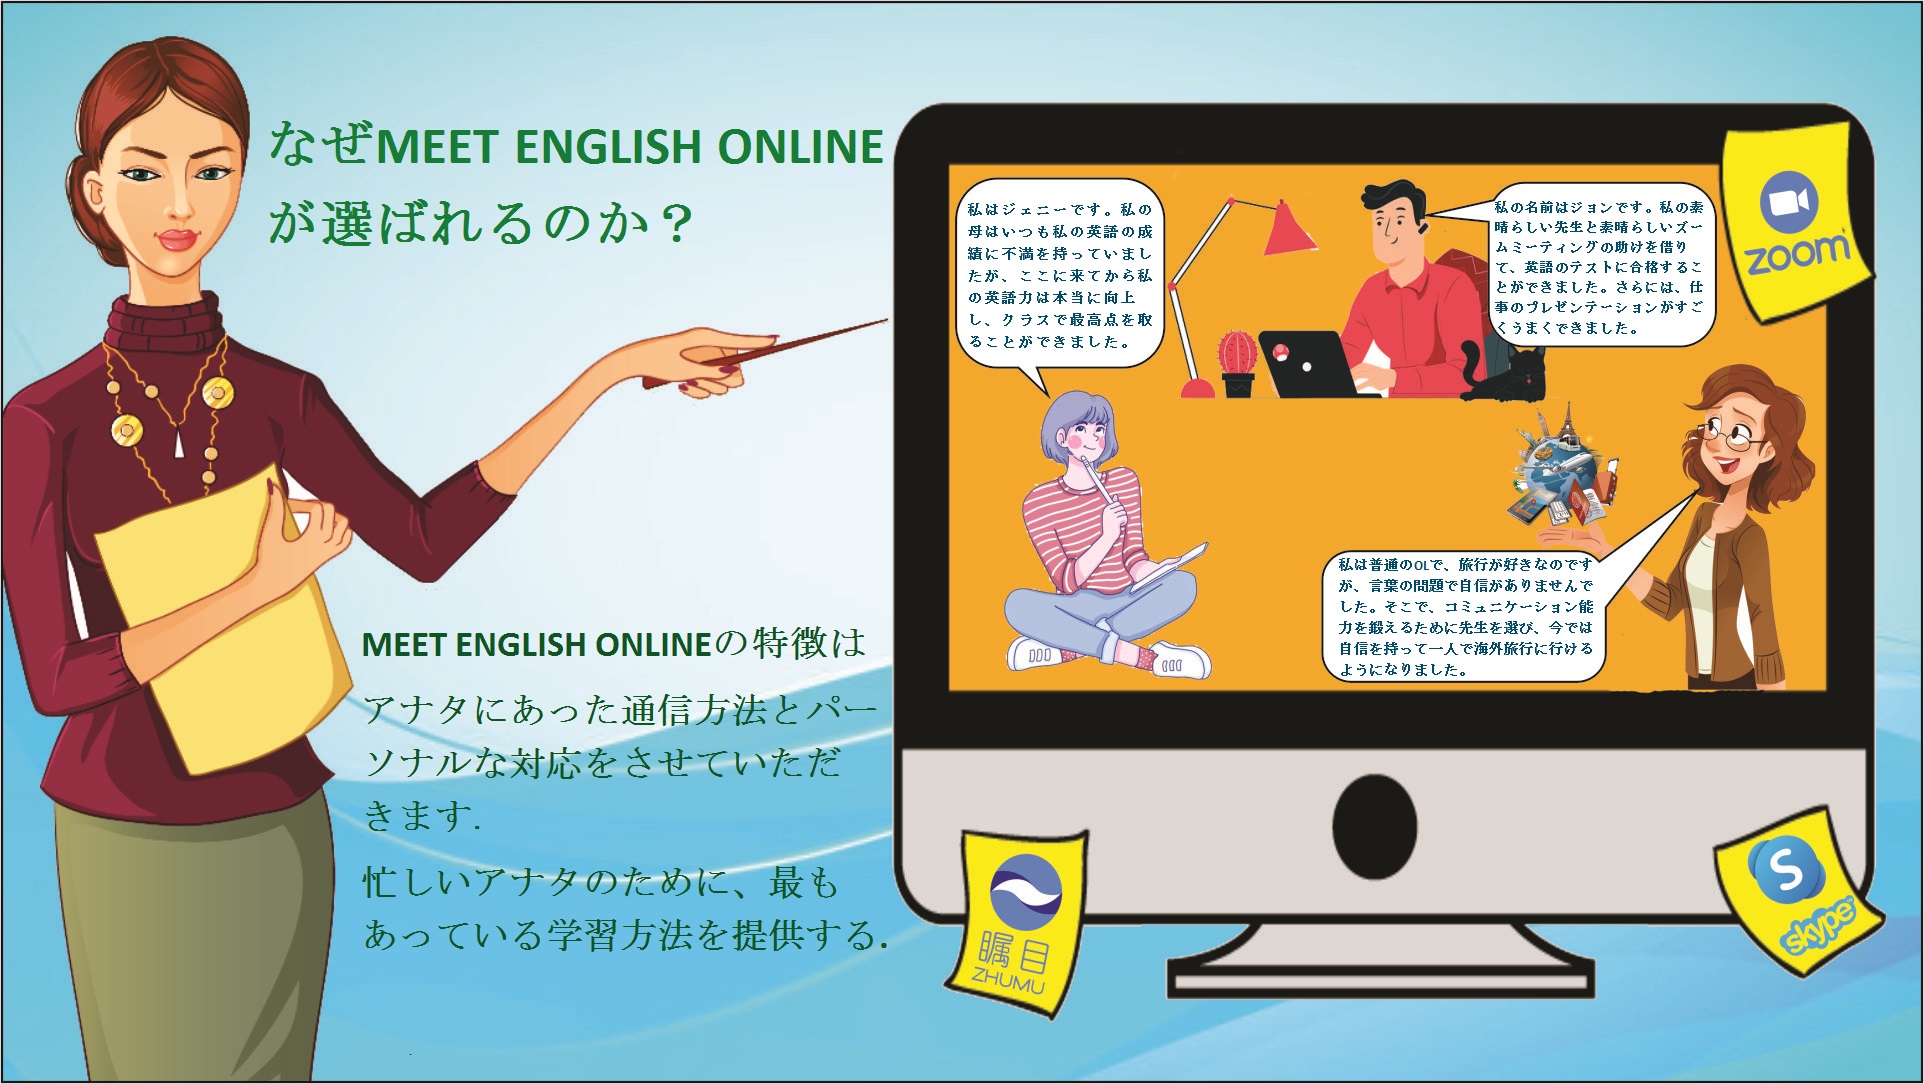 なぜMEET ENGLISH ONLINE
が選ばれるのか？
私はジェニーです。私の
母はいつも私の英語の成
績に不満を持っていまし
たが、ここに来てから私
の英語力は本当に向上
し、クラスで最高点を取
ることができました。
私の名前はジョンです。私の素
晴らしい先生と素晴らしいズー
ムミーティングの助けを借り
て、英語のテストに合格するこ
とができました。さらには、仕
事のプレゼンテーションがすご
くうまくできました。
zoom
私は普通のOLで、旅行が好きなのです
が、言葉の問題で自信がありませんで
した。そこで、コミュニケーション能
力を鍛えるために先生を選び、今では
自信を持って一人で海外旅行に行ける
ようになりました。
MEET ENGLISH ONLINEの特徴は
アナタにあった通信方法とパー
ソナルな対応をさせていただ
きます.
忙しいアナタのために、最も
あっている学習方法を提供する.
瞩目
ZHUMU
S
skype